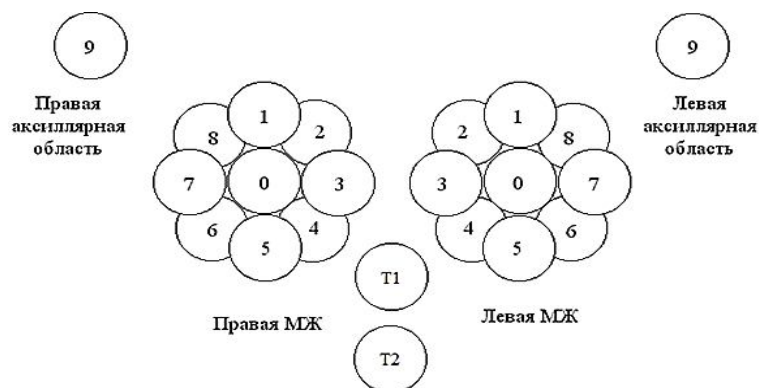 9
9
Правая
аксиллярная
область
Левая
аксиллярная
область
1
8
2
7
0
3
6
4
5
1
2
8
3
0
7
4
6
5
T1
Правая МЖ
Левая МЖ
T2